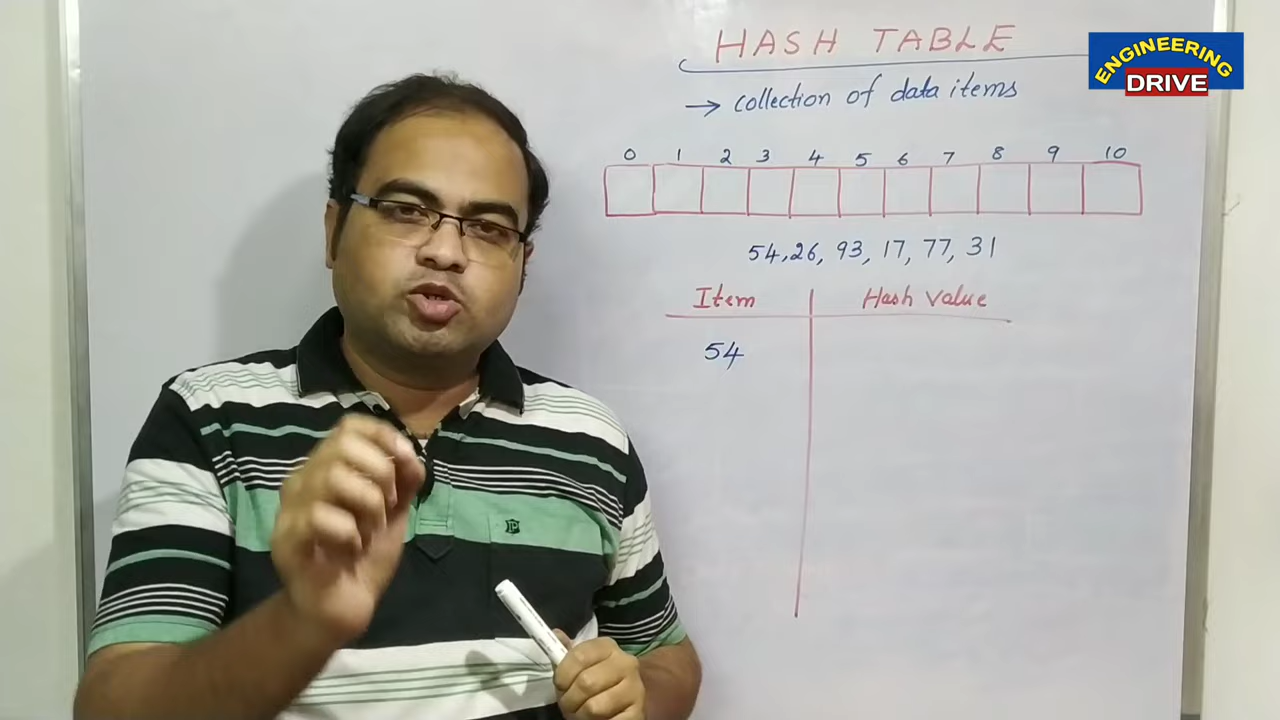 HASH TABLE
ENGINEERING
DRIVE
→ collection of data items
0 1 2 3 4 5 6 7 8 9 10
54, 26, 93, 17, 77, 31
Item Hash Value
54
P